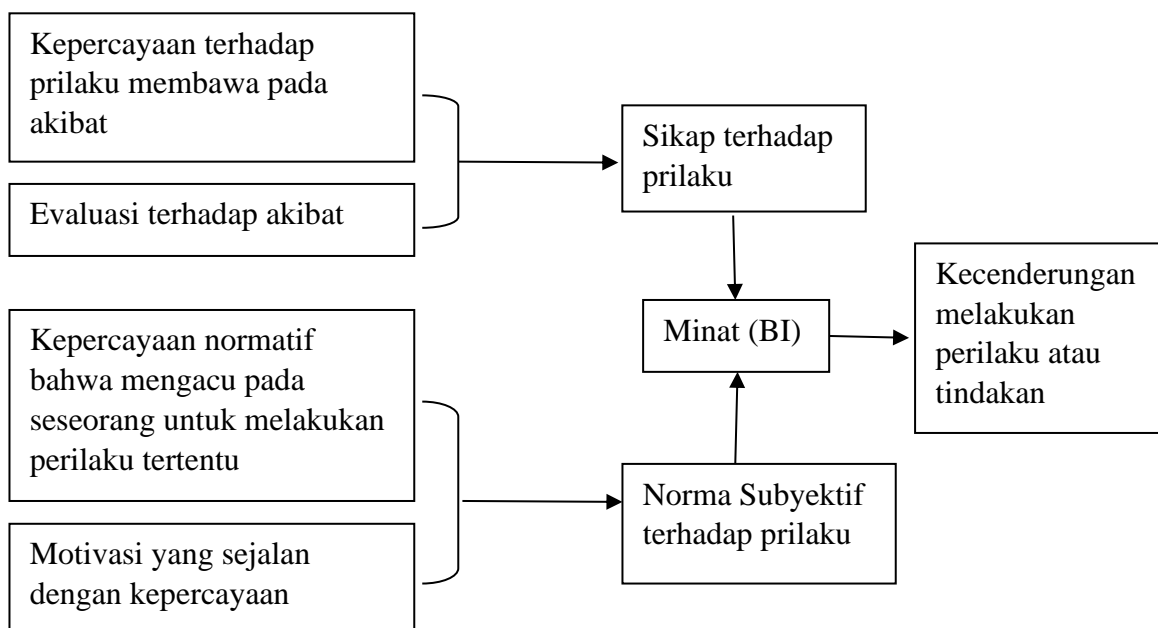 Kepercayaan terhadap
prilaku membawa pada
akibat
Evaluasi terhadap akibat
Sikap terhadap
prilaku
Kepercayaan normatif
bahwa mengacu pada
seseorang untuk melakukan
perilaku tertentu
Motivasi yang sejalan
dengan kepercayaan
Norma Subyektif
terhadap prilaku
Minat (BI)
Kecenderungan
melakukan
perilaku atau
tindakan